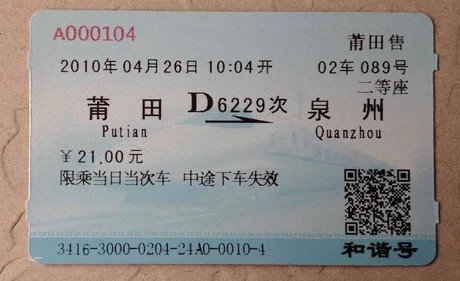 A000104 莆田售
2010年04月26日10:04开 02车089号
二等座
莆田 D6229次 泉州
Putian Quanzhou
￥21.00元
限乘当日当次车 中途下车失效
3416-3000-0204-24A0-0010-4 和谐号